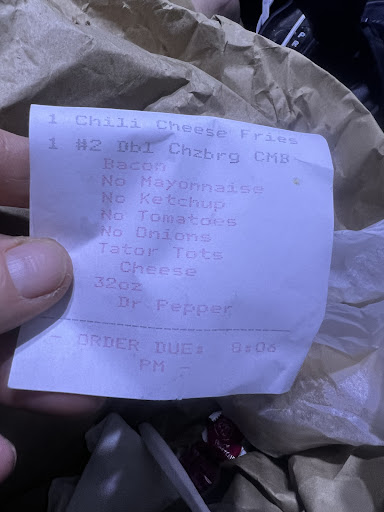 1 Chili Cheese Fries
1 #2 Dbl Chzbrg CMB
Bacon
No Mayonnaise
No Ketchup
No Tomatoes
No Onions
Tator Tots
Cheese
32oz
Dr Pepper
- ORDER DUE: 8:06
PM -